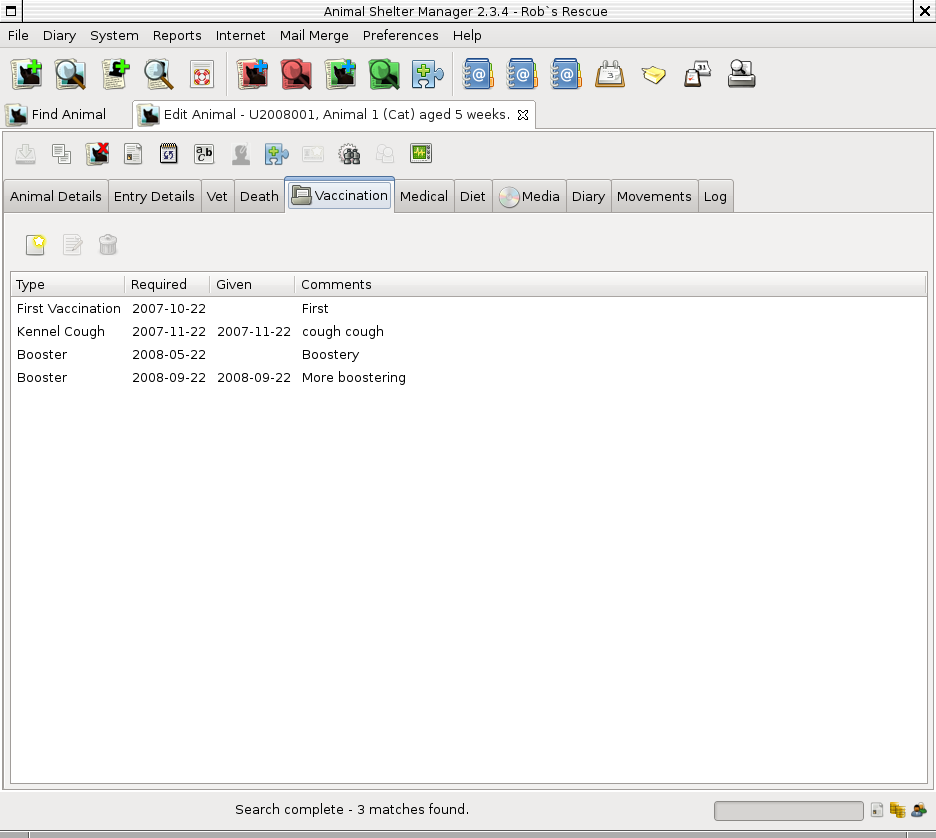 Animal Shelter Manager 2.3.4 - Rob`s Rescue
File Diary System Reports Internet Mail Merge Preferences Help
Find Animal Edit Animal - U2008001, Animal 1 (Cat) aged 5 weeks.
Animal Details Entry Details Vet Death Vaccination Medical Diet Media Diary Movements Log
Type Required Given Comments
First Vaccination 2007-10-22 First
Kennel Cough 2007-11-22 2007-11-22 cough cough
Booster 2008-05-22 Boostery
Booster 2008-09-22 2008-09-22 More boostering
Search complete - 3 matches found.